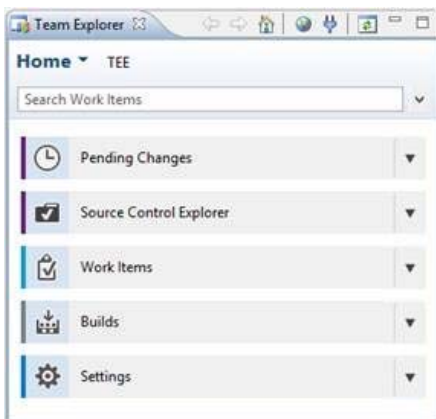 Team Explorer
Home TEE
Search Work Items
Pending Changes
Source Control Explorer
Work Items
Builds
Settings